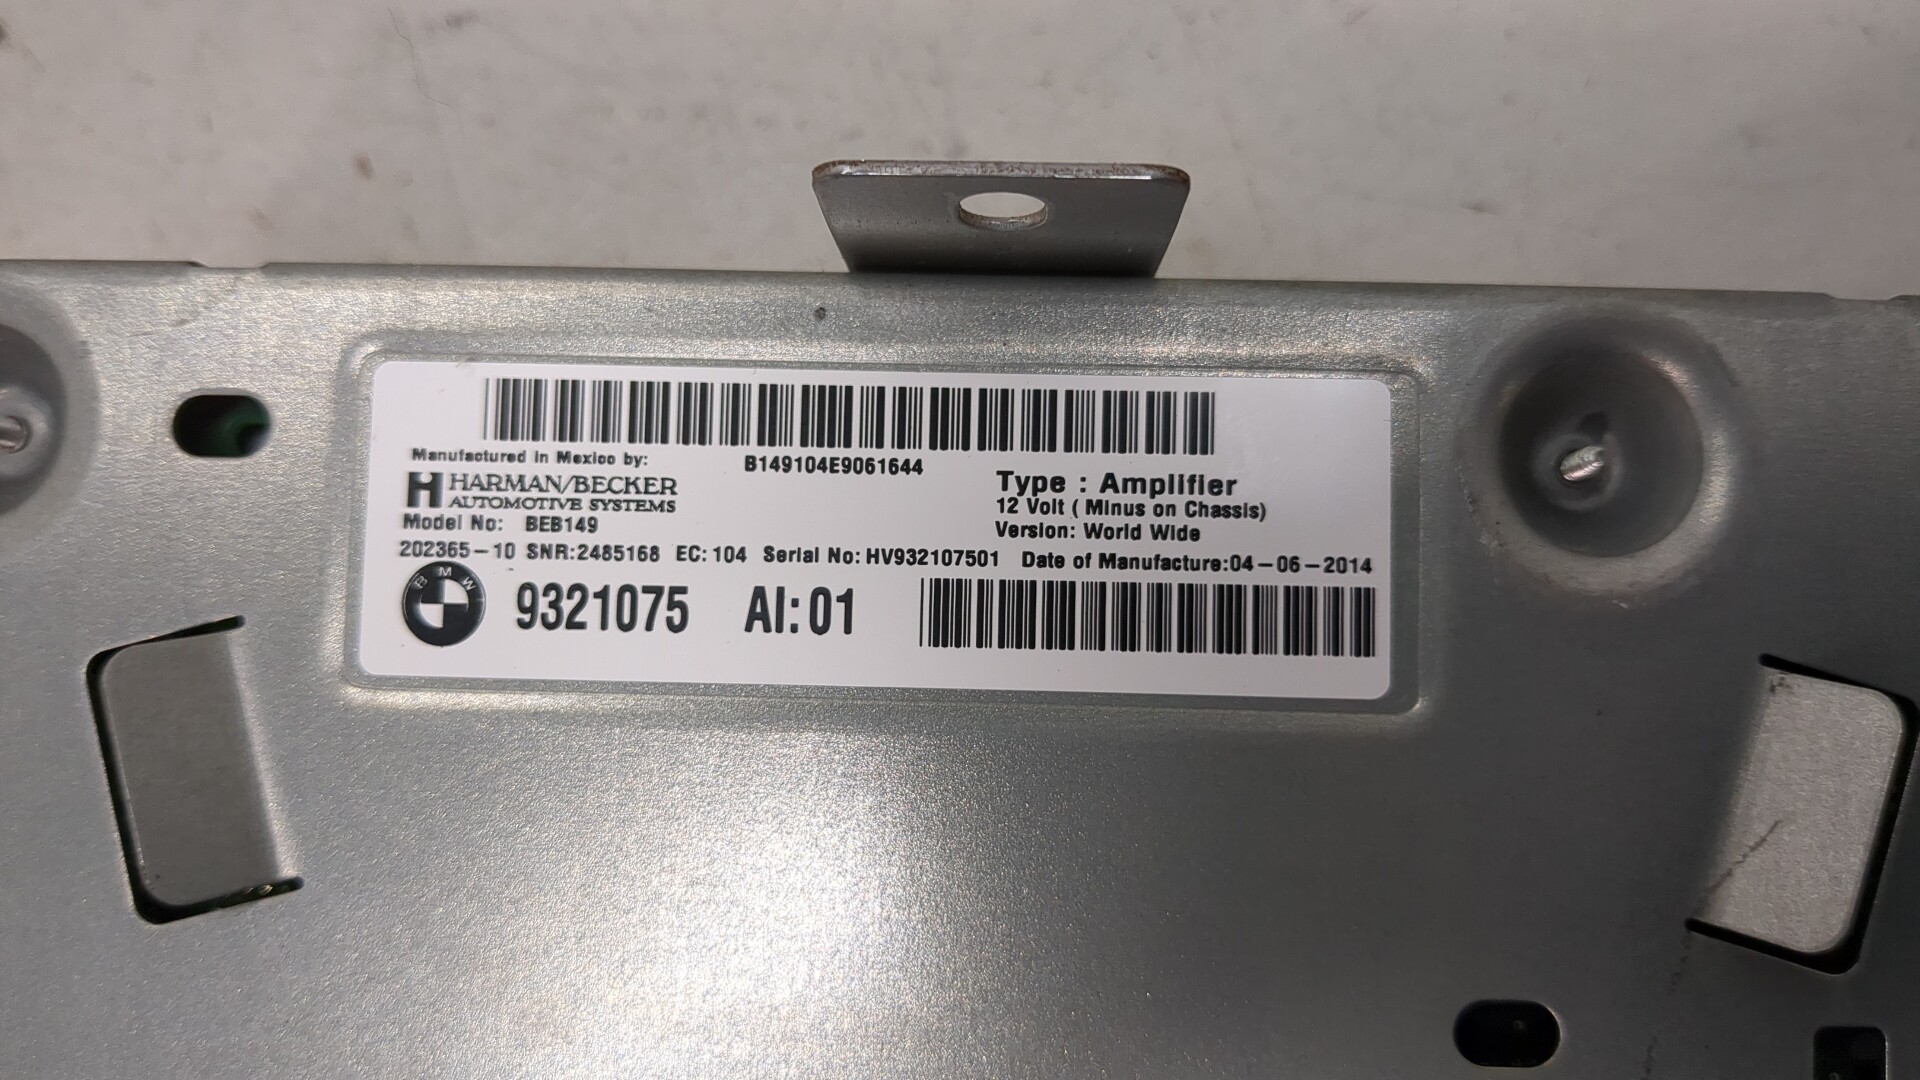 B149104E9061644
Manufactured in Mexico by:
HARMAN/BECKER
AUTOMOTIVE SYSTEMS
Model No: BEB149
Type : Amplifier
12 Volt ( Minus on Chassis)
Version: World Wide
202365-10 SNR:2485168 EC: 104 Serial No: HV932107501 Date of Manufacture:04-06-2014
BMW 9321075 AI:01